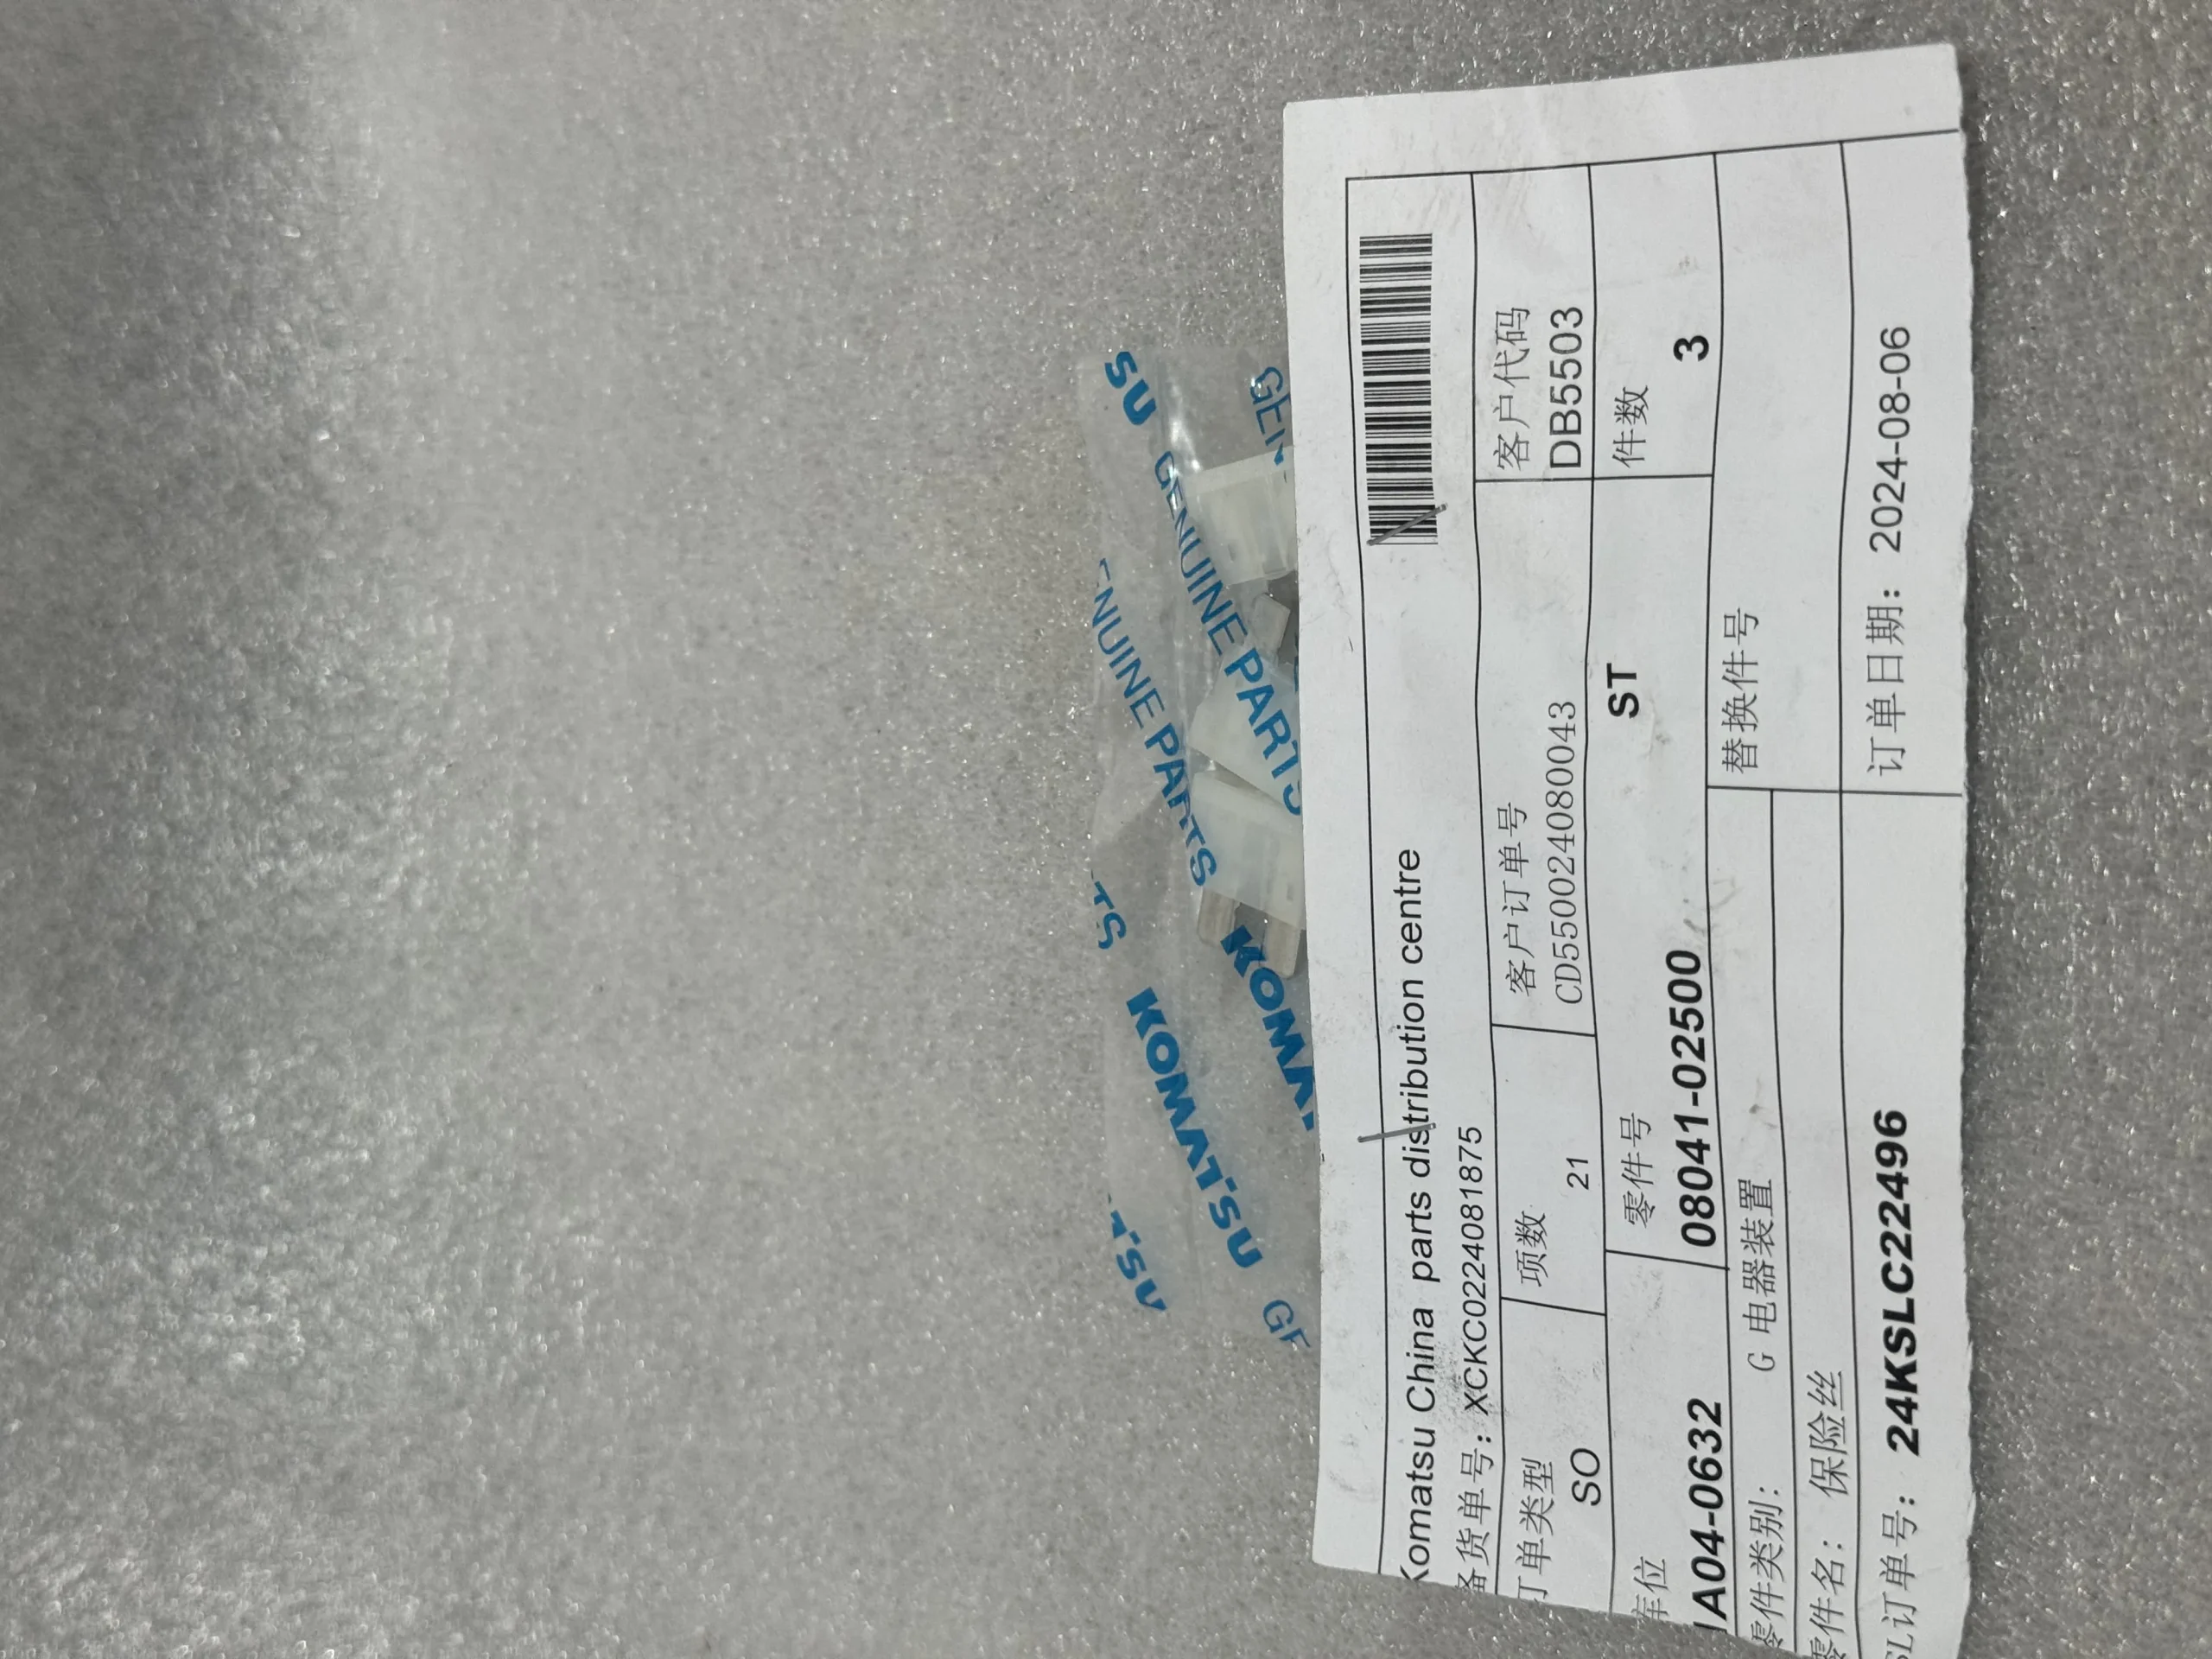 Komatsu China parts distribution centre
备货单号：XCKC0224081875
订单类型 项数 客户订单号 客户代码
SO 21 CD550024080043 DB5503
库位 零件号 ST 件数
1A04-0632 08041-02500 3
零件类别： G 电器装置 替换件号
零件名： 保险丝
SL订单号： 24KSLC22496 订单日期： 2024-08-06
SU GENUINE PARTS
KOMATSU
GENUINE PARTS
KOMATSU